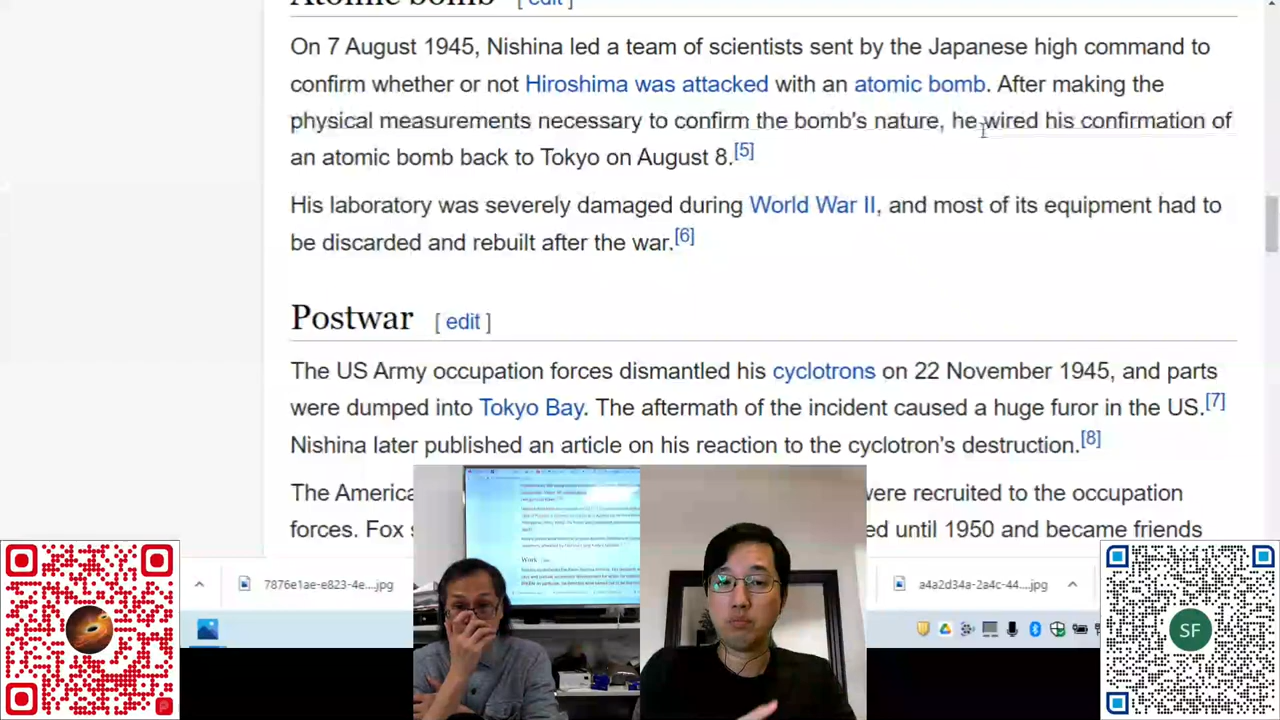 Atomic bomb [ edit ]
On 7 August 1945, Nishina led a team of scientists sent by the Japanese high command to
confirm whether or not Hiroshima was attacked with an atomic bomb. After making the
physical measurements necessary to confirm the bomb's nature, he wired his confirmation of
an atomic bomb back to Tokyo on August 8.[5]
His laboratory was severely damaged during World War II, and most of its equipment had to
be discarded and rebuilt after the war.[6]
Postwar [ edit ]
The US Army occupation forces dismantled his cyclotrons on 22 November 1945, and parts
were dumped into Tokyo Bay. The aftermath of the incident caused a huge furor in the US.[7]
Nishina later published an article on his reaction to the cyclotron's destruction.[8]
The America were recruited to the occupation
forces. Fox ed until 1950 and became friends
Work
7876e1ae-e823-4e....jpg
a4a2d343-2a4c-44....jpg
SF